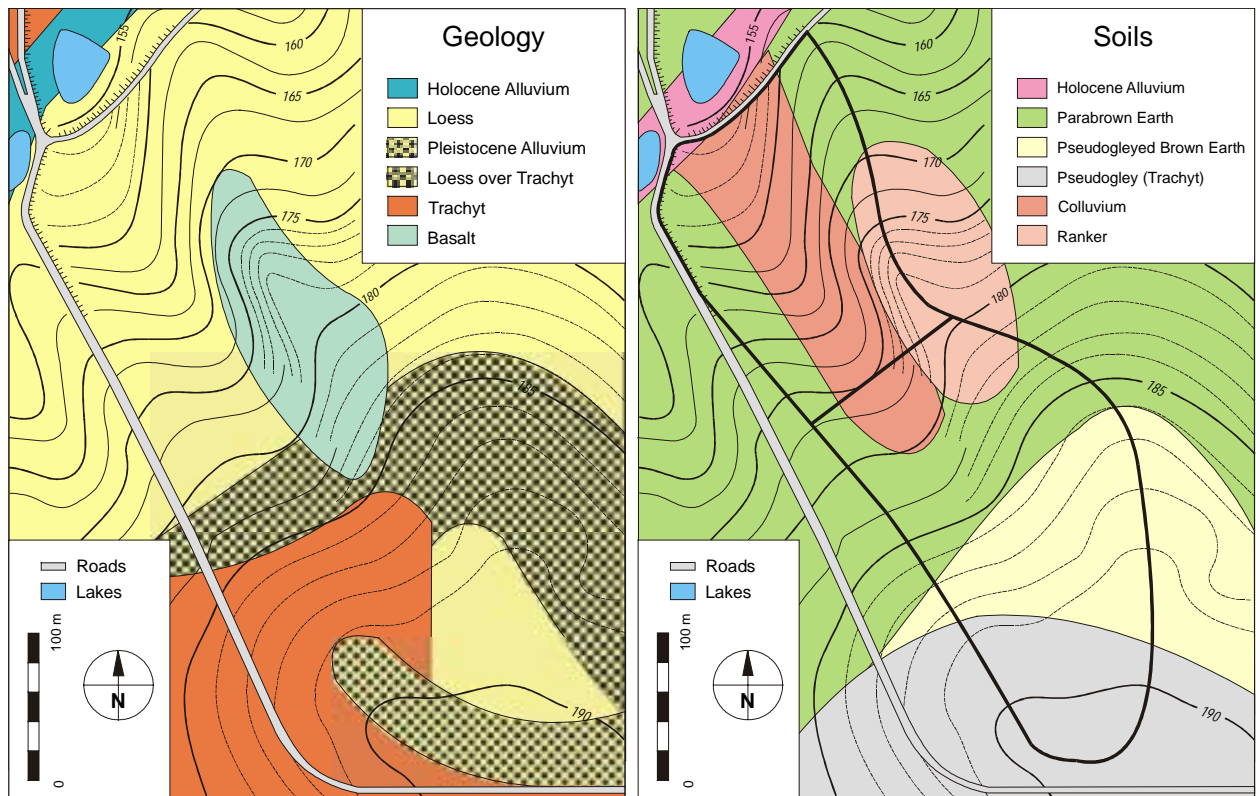 Geology
Holocene Alluvium
Loess
Pleistocene Alluvium
Loess over Trachyt
Trachyt
Basalt
155
160
165
170
175
180
185
190
Roads
Lakes
100 m
0
N
Soils
Holocene Alluvium
Parabrown Earth
Pseudogleyed Brown Earth
Pseudogley (Trachyt)
Colluvium
Ranker
155
160
165
170
175
180
185
190
Roads
Lakes
100 m
0
N